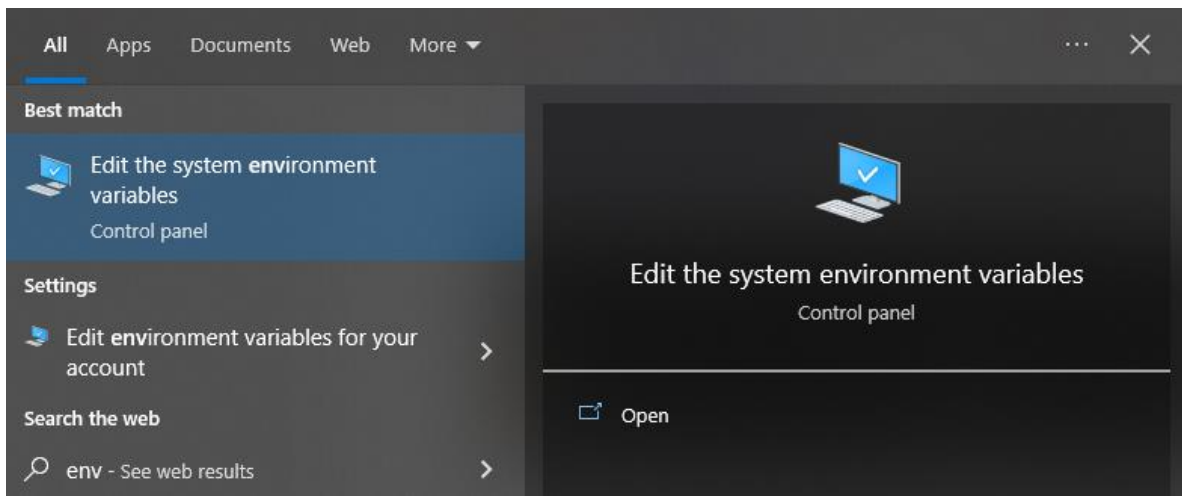 All Apps Documents Web More
Best match
Edit the system environment
variables
Control panel
Settings
Edit environment variables for your
account
Search the web
env - See web results
Edit the system environment variables
Control panel
Open